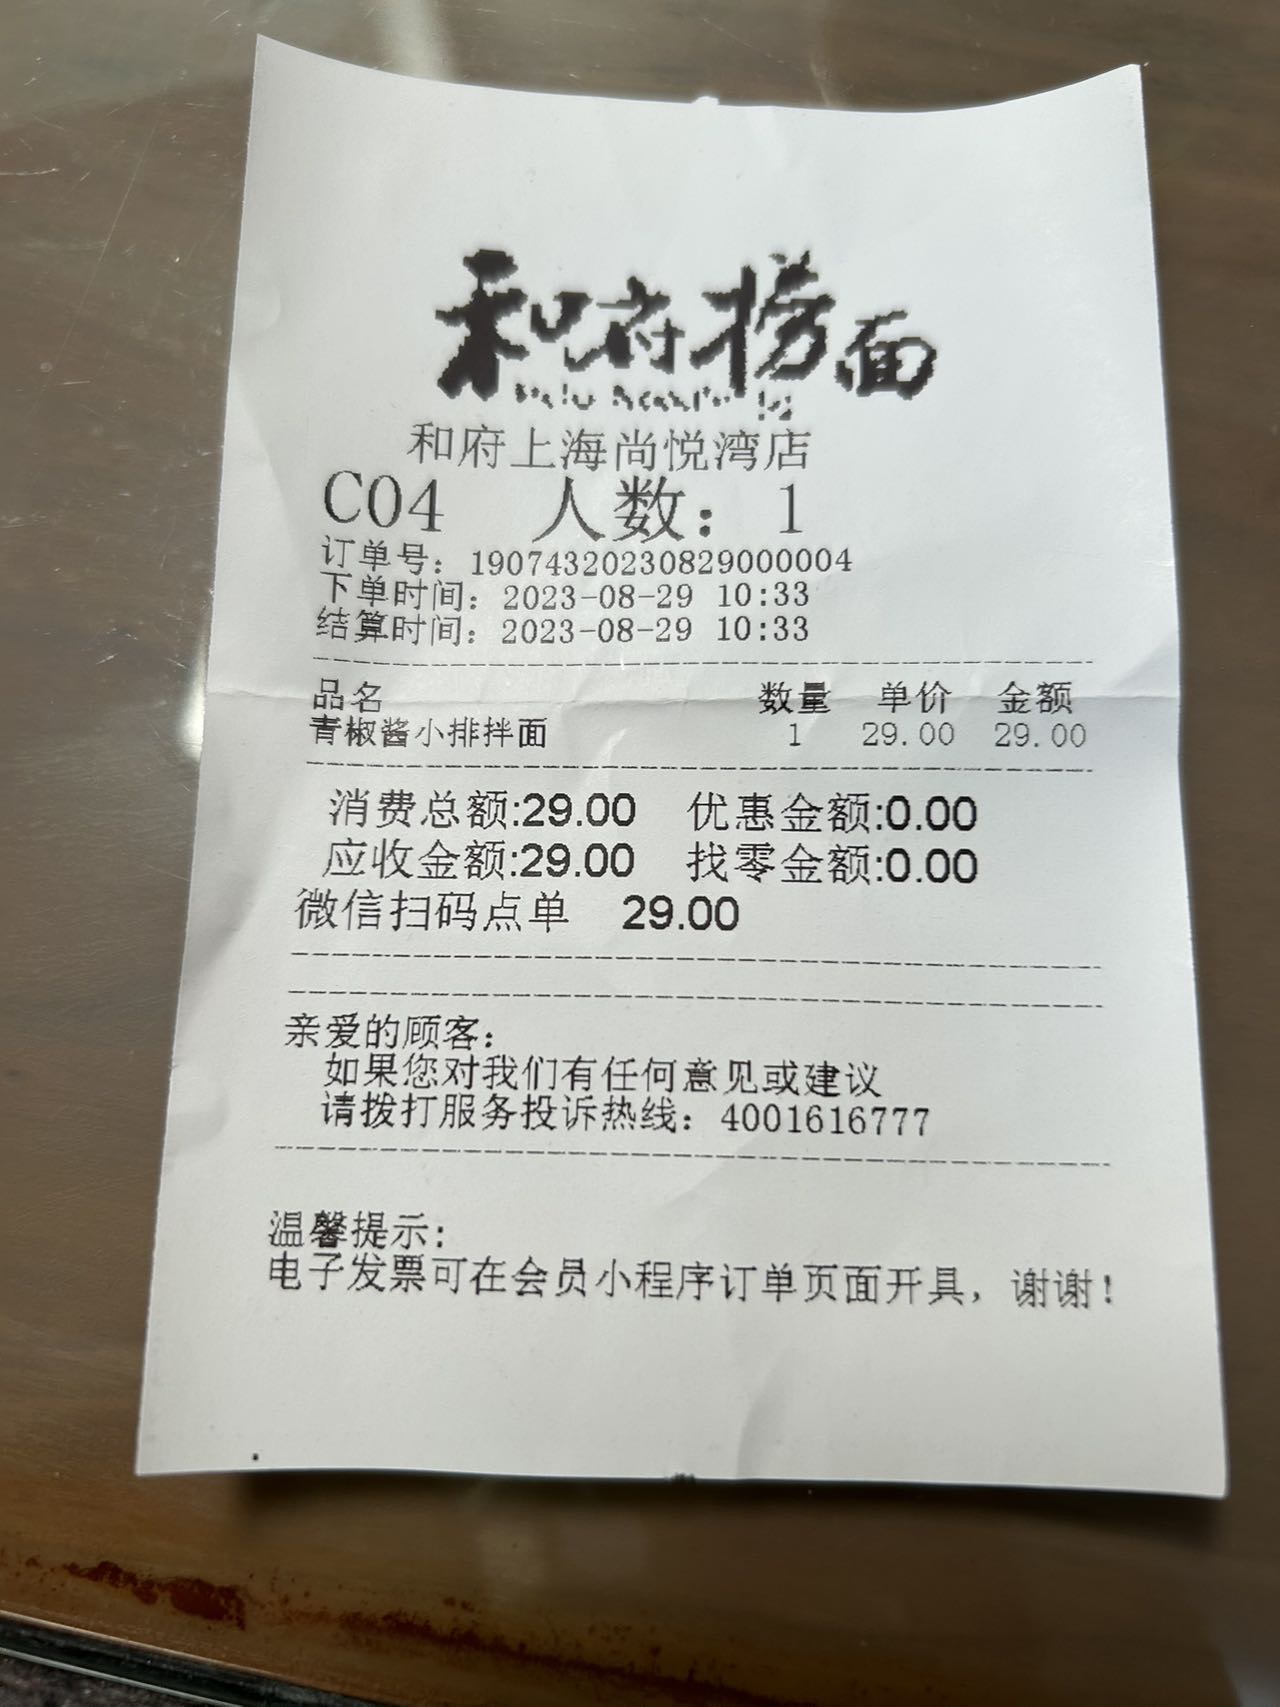 和府捞面
和府上海尚悦湾店
C04 人数：1
订单号：19074320230829000004
下单时间：2023-08-29 10:33
结算时间：2023-08-29 10:33
品名 数量 单价 金额
青椒酱小排拌面 1 29.00 29.00
消费总额:29.00 优惠金额:0.00
应收金额:29.00 找零金额:0.00
微信扫码点单 29.00
亲爱的顾客：
如果您对我们有任何意见或建议
请拨打服务投诉热线：4001616777
温馨提示：
电子发票可在会员小程序订单页面开具，谢谢！